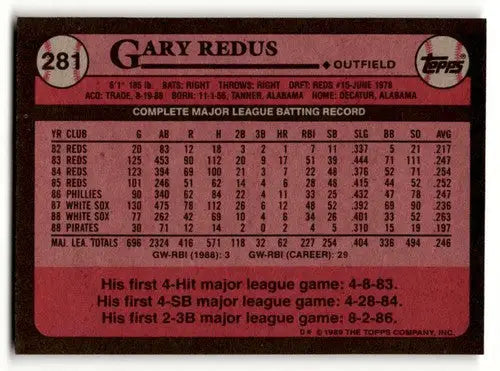 281
GARY REDUS
OUTFIELD
TOPPS
6'1" 185 lb. BATS: RIGHT THROWS: RIGHT DRFT: REDS #15-JUNE 1978
ACQ: TRADE, 8-19-88 BORN: 11-1-56, TANNER, ALABAMA HOME: DECATUR, ALABAMA
COMPLETE MAJOR LEAGUE BATTING RECORD
YR CLUB G AB R H 2B 3B HR RBI SB SLG BB SO AVG
82 REDS 20 83 12 18 3 2 1 7 11 .337 5 21 .217
83 REDS 125 453 90 112 20 9 17 51 39 .444 71 111 .247
84 REDS 123 394 69 100 21 3 7 22 48 .376 52 71 .254
85 REDS 101 246 51 62 14 4 6 28 48 .415 44 52 .252
86 PHILLIES 90 340 62 84 22 4 11 33 25 .432 47 78 .247
87 WHITE SOX 130 475 78 112 26 6 12 48 52 .392 69 90 .236
88 WHITE SOX 77 262 42 69 10 4 6 34 26 .401 33 52 .263
88 PIRATES 30 71 12 14 2 0 2 4 5 .310 15 19 .197
MAJ. LEA. TOTALS 696 2324 416 571 118 32 62 .404 336 494 .246
GW-RBI (1988): 3 GW-RBI (CAREER): 29
His first 4-Hit major league game: 4-8-83.
His first 4-SB major league game: 4-28-84.
His first 2-3B major league game: 8-2-86.
© 1989 THE TOPPS COMPANY, INC.